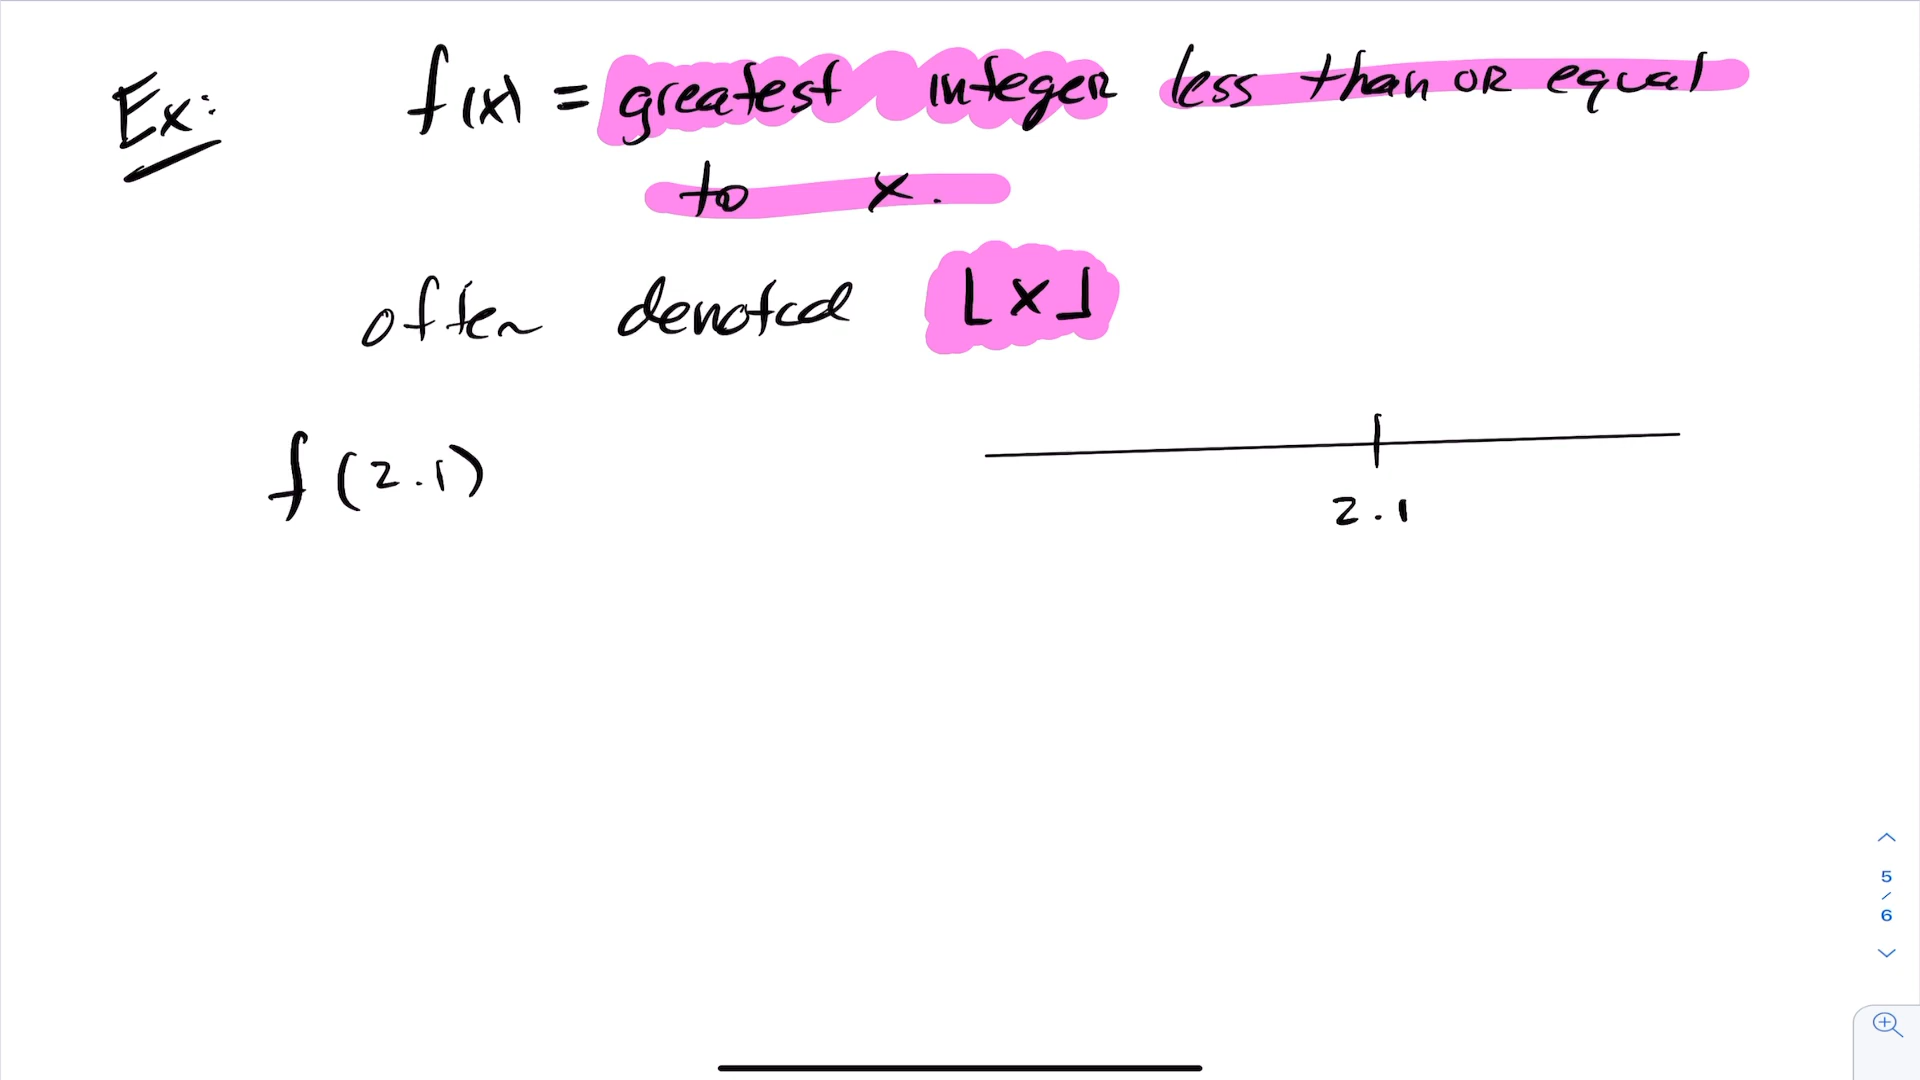 Ex: f(x) = greatest integer less than OR equal
to x.
often denoted ⌊x⌋
f(2.1)
2.1
5
/
6